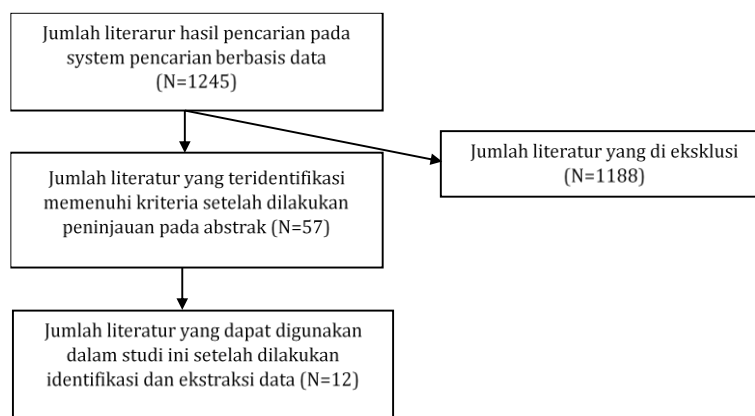 Jumlah literarur hasil pencarian pada
system pencarian berbasis data
(N=1245)
Jumlah literatur yang di eksklusi
(N=1188)
Jumlah literatur yang teridentifikasi
memenuhi kriteria setelah dilakukan
peninjauan pada abstrak (N=57)
Jumlah literatur yang dapat digunakan
dalam studi ini setelah dilakukan
identifikasi dan ekstraksi data (N=12)